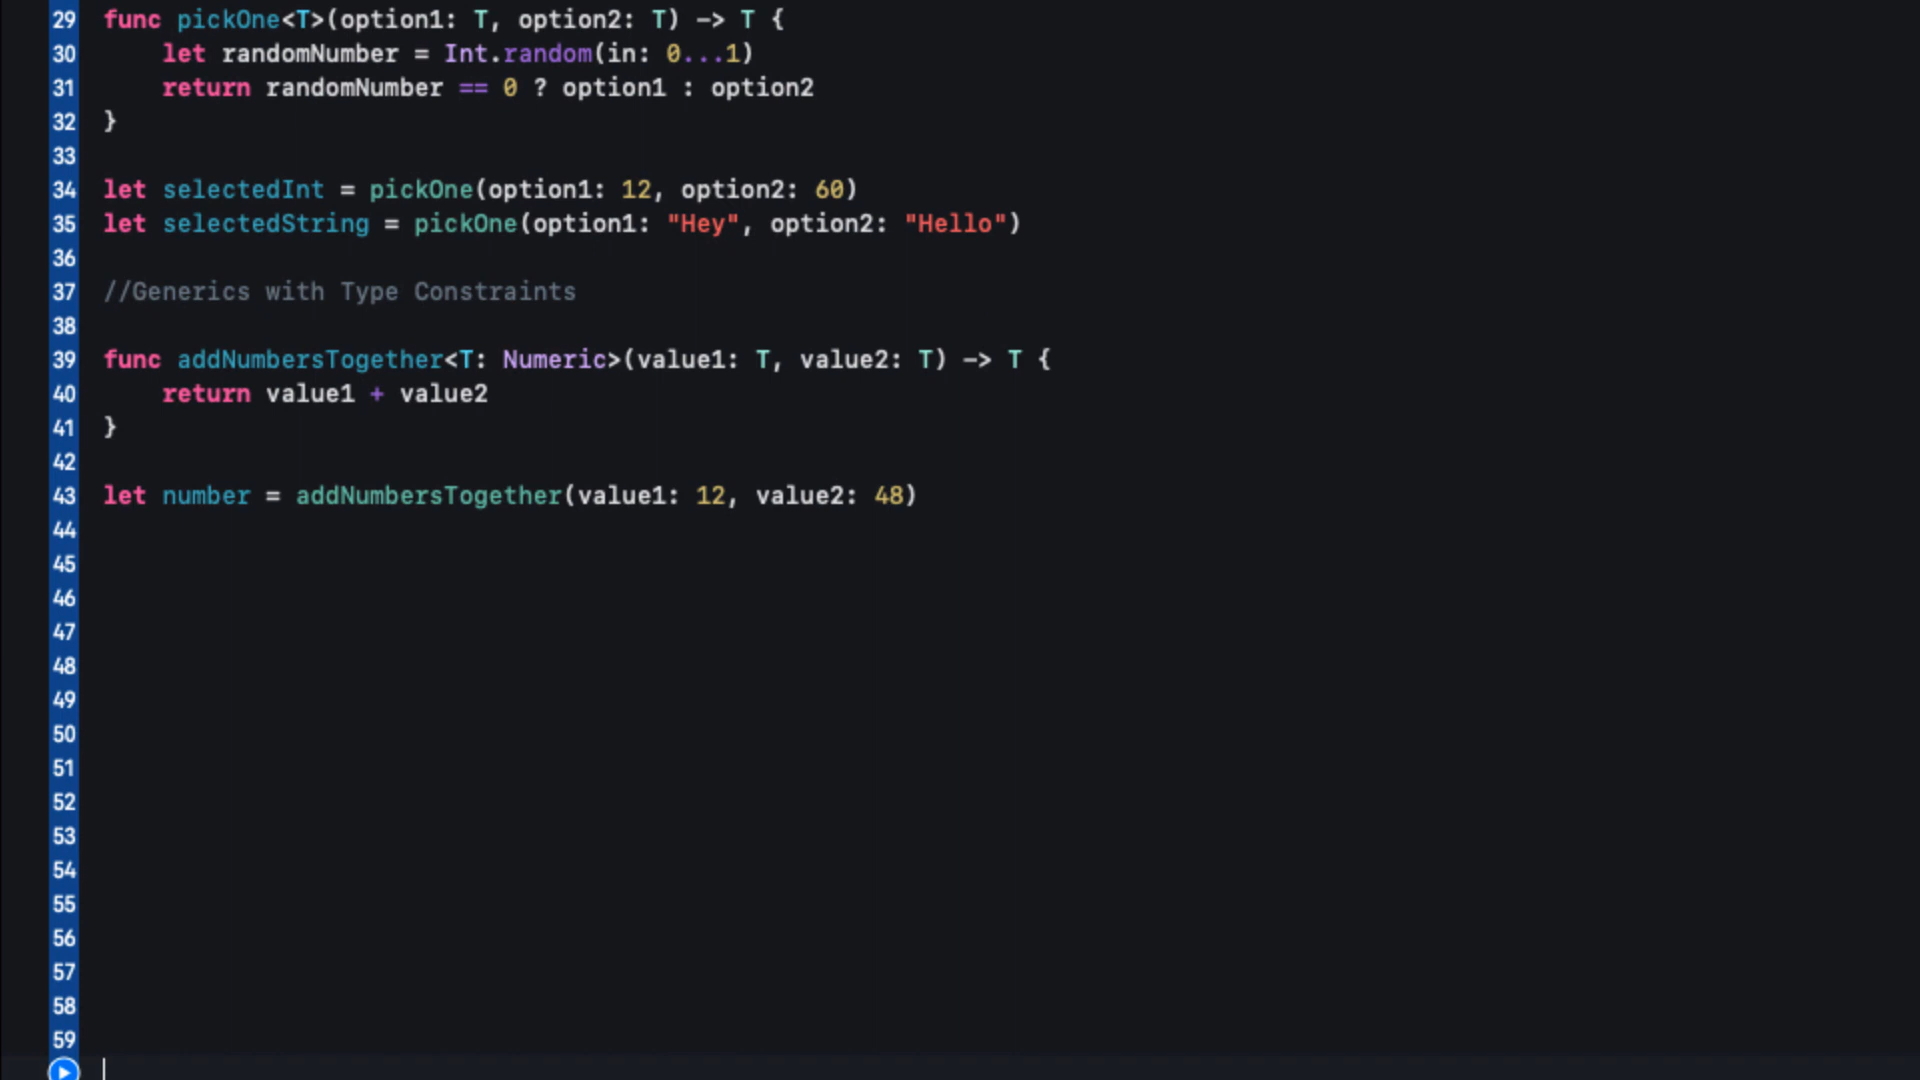 29 func pickOne<T>(option1: T, option2: T) -> T {
30 let randomNumber = Int.random(in: 0...1)
31 return randomNumber == 0 ? option1 : option2
32 }
33
34 let selectedInt = pickOne(option1: 12, option2: 60)
35 let selectedString = pickOne(option1: "Hey", option2: "Hello")
36
37 //Generics with Type Constraints
38
39 func addNumbersTogether<T: Numeric>(value1: T, value2: T) -> T {
40 return value1 + value2
41 }
42
43 let number = addNumbersTogether(value1: 12, value2: 48)
44
45
46
47
48
49
50
51
52
53
54
55
56
57
58
59